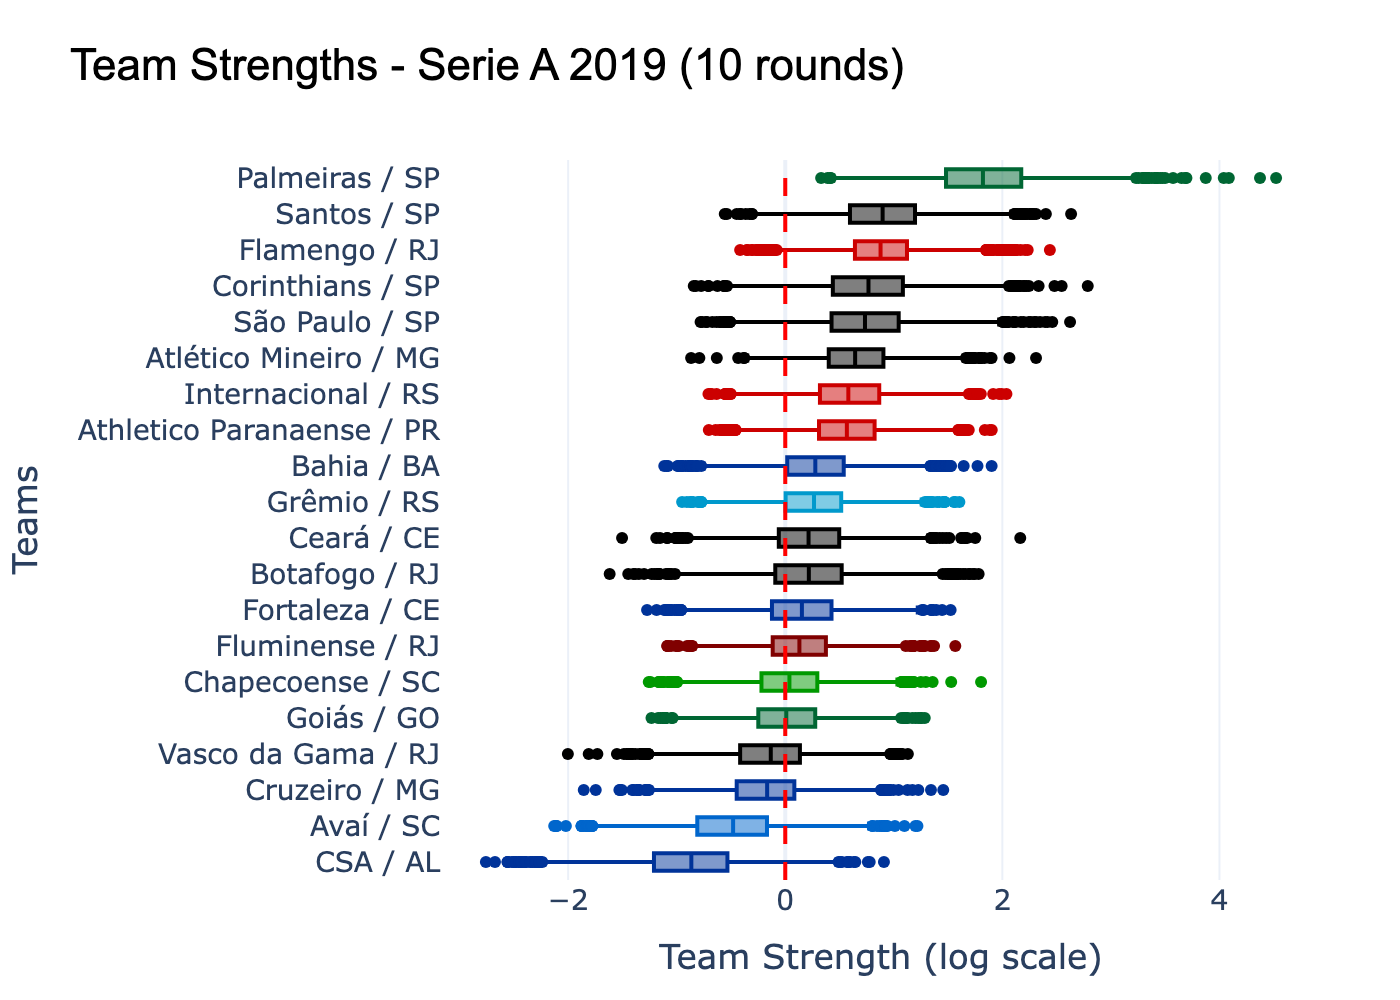 Team Strengths - Serie A 2019 (10 rounds)
Palmeiras / SP
Santos / SP
Flamengo / RJ
Corinthians / SP
São Paulo / SP
Atlético Mineiro / MG
Internacional / RS
Athletico Paranaense / PR
Bahia / BA
Grêmio / RS
Ceará / CE
Botafogo / RJ
Fortaleza / CE
Fluminense / RJ
Chapecoense / SC
Goiás / GO
Vasco da Gama / RJ
Cruzeiro / MG
Avaí / SC
CSA / AL
Teams
−2 0 2 4
Team Strength (log scale)